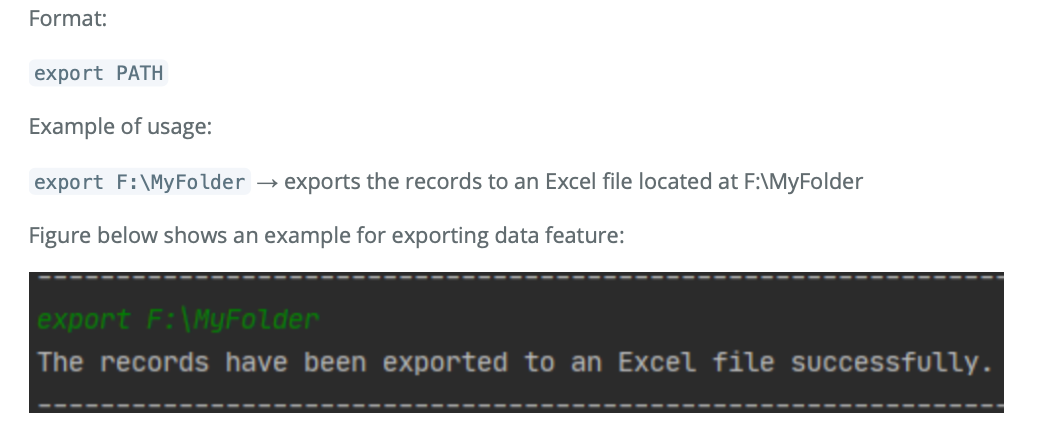 Format:
export PATH
Example of usage:
export F:\MyFolder → exports the records to an Excel file located at F:\MyFolder
Figure below shows an example for exporting data feature:
export F:\MyFolder
The records have been exported to an Excel file successfully.